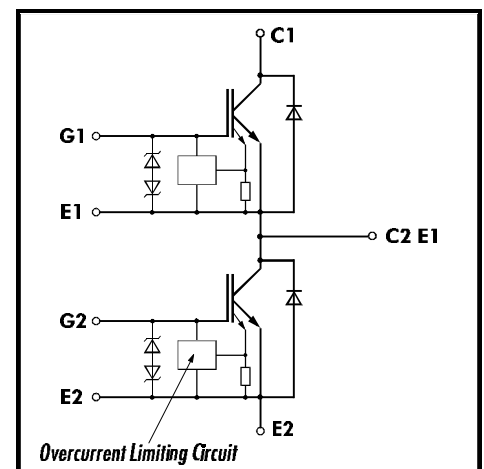 C1
G1
E1
C2 E1
G2
E2
E2
Overcurrent Limiting Circuit